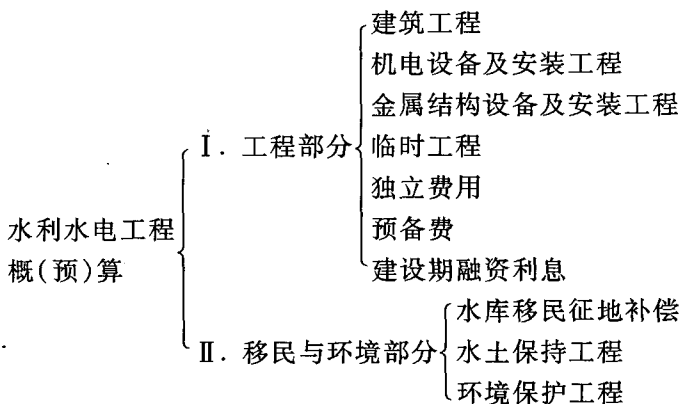 水利水电工程
概(预)算
Ⅰ. 工程部分
建筑工程
机电设备及安装工程
金属结构设备及安装工程
临时工程
独立费用
预备费
建设期融资利息
Ⅱ. 移民与环境部分
水库移民征地补偿
水土保持工程
环境保护工程